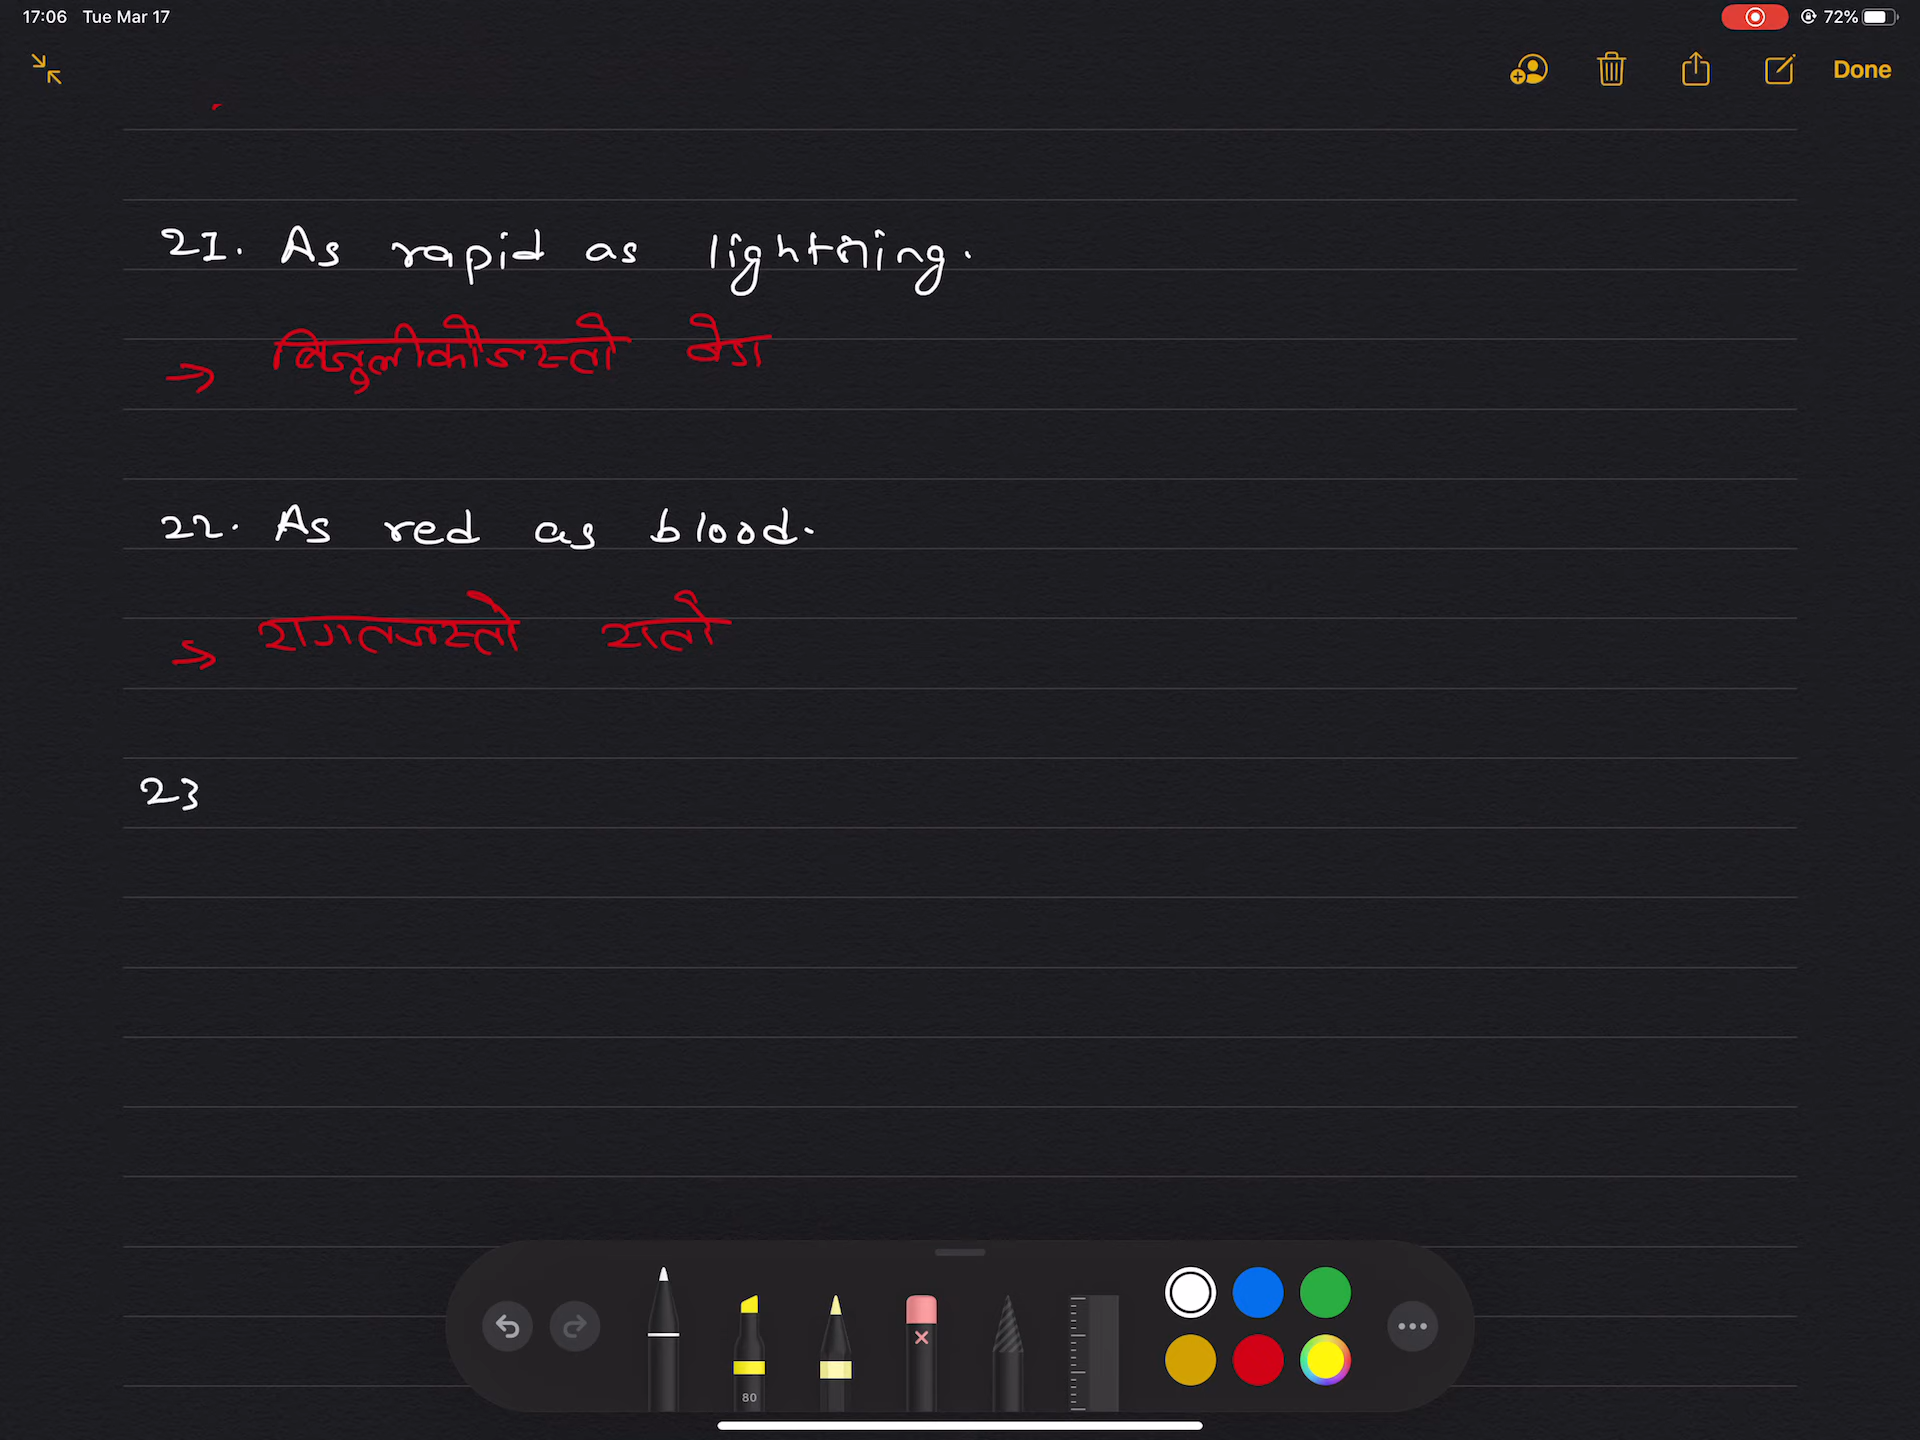 17:06 Tue Mar 17 72%
Done
21. As rapid as lightning.
→ बिजुलीको जस्तो वेग
22. As red as blood.
→ रागतजस्तो रातो
23
80